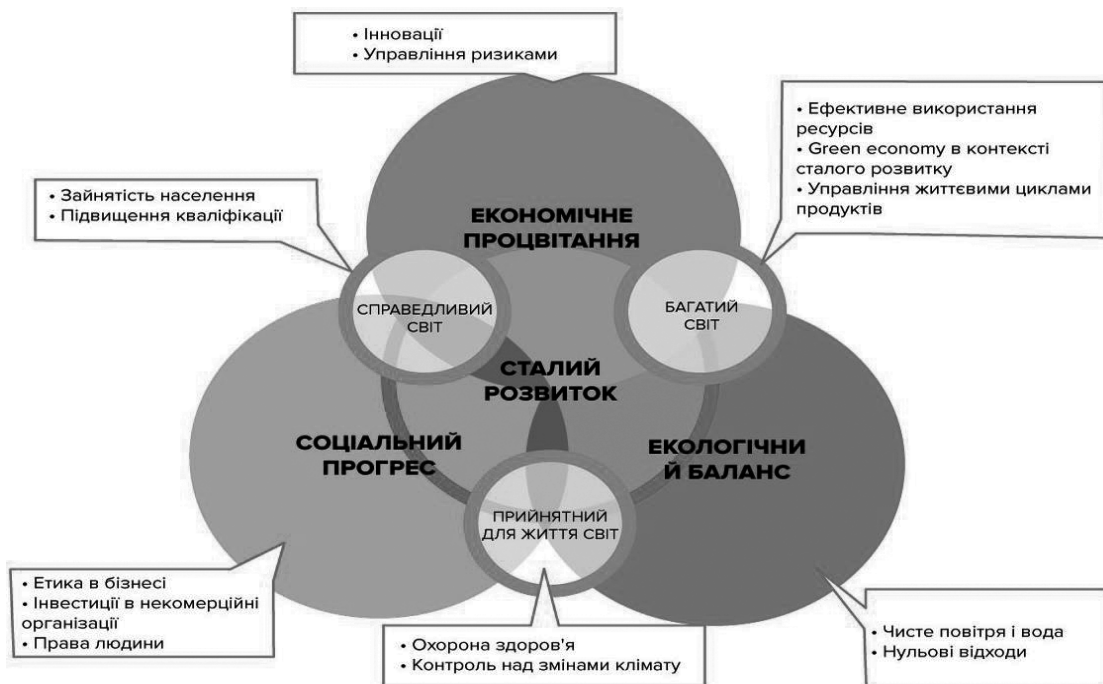 • Інновації
• Управління ризиками
• Ефективне використання
ресурсів
• Green economy в контексті
сталого розвитку
• Управління життєвими циклами
продуктів
• Зайнятість населення
• Підвищення кваліфікації
ЕКОНОМІЧНЕ
ПРОЦВІТАННЯ
СПРАВЕДЛИВИЙ
СВІТ
БАГАТИЙ
СВІТ
СТАЛИЙ
РОЗВИТОК
СОЦІАЛЬНИЙ
ПРОГРЕС
ЕКОЛОГІЧНИ
Й БАЛАНС
ПРИЙНЯТНИЙ
ДЛЯ ЖИТТЯ СВІТ
• Етика в бізнесі
• Інвестиції в некомерційні
організації
• Права людини
• Охорона здоров'я
• Контроль над змінами клімату
• Чисте повітря і вода
• Нульові відходи